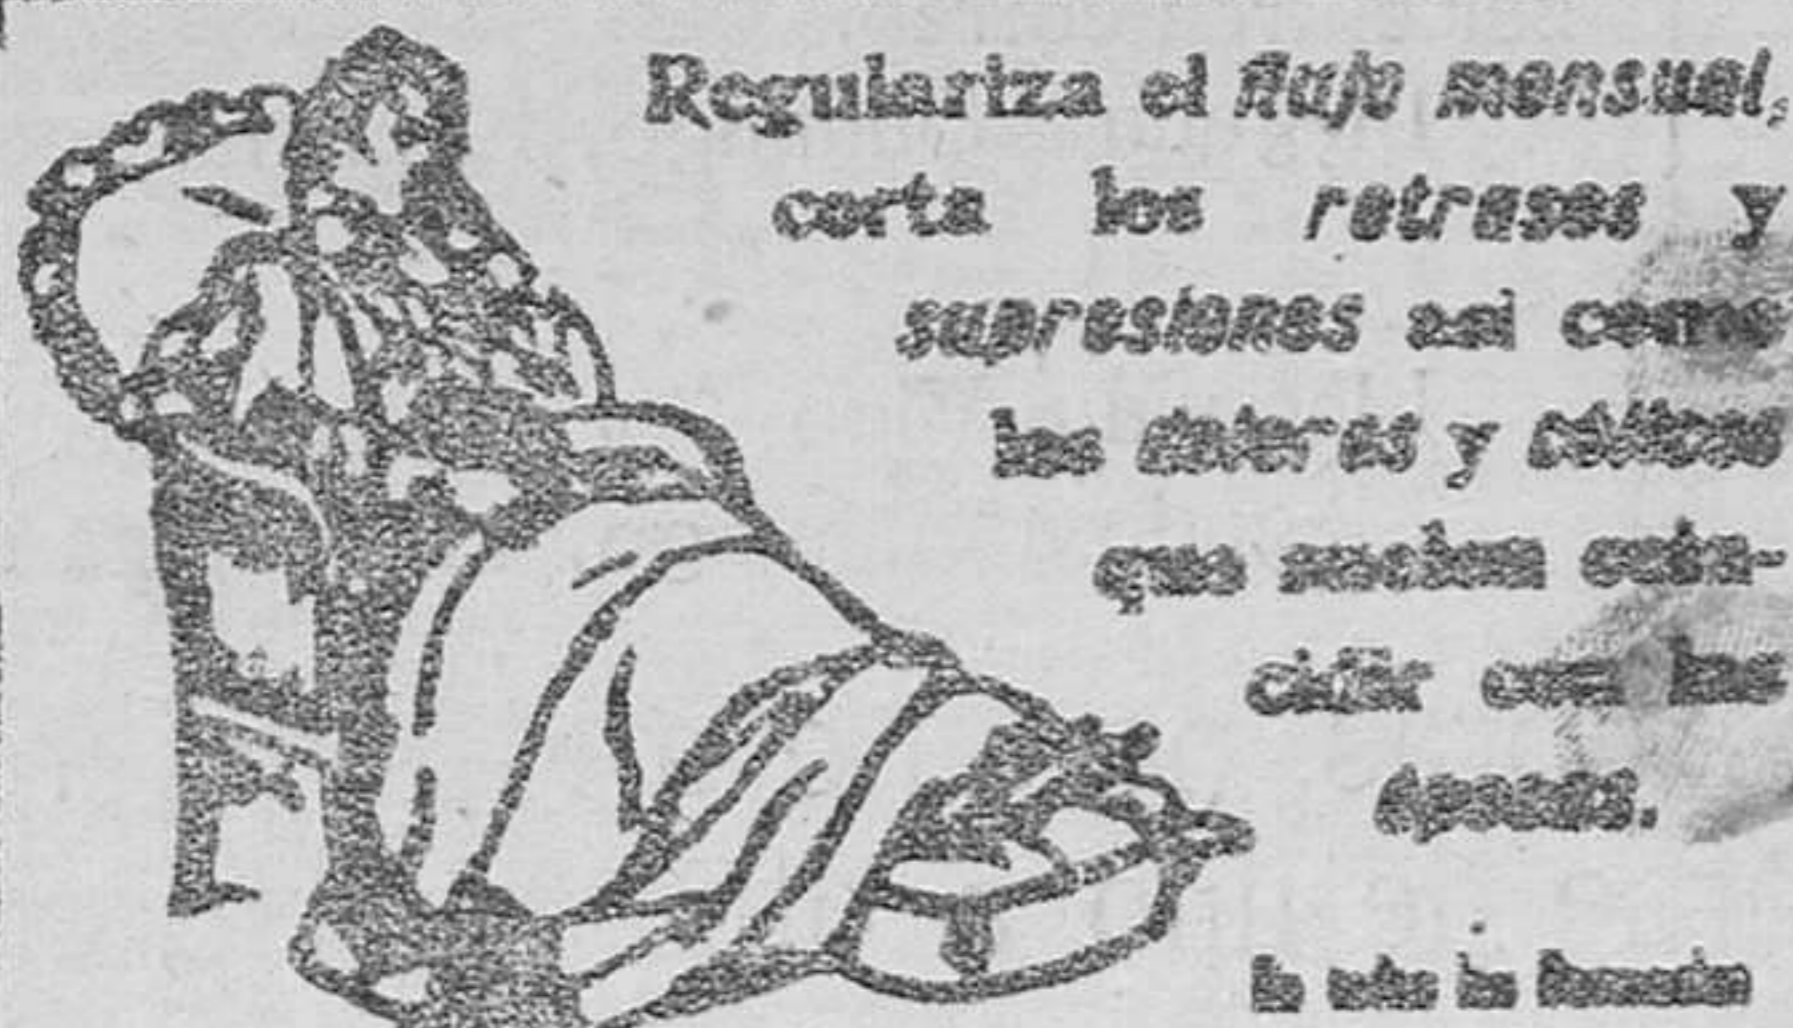 Regulariza el flujo mensual,
corta los retrasos y
supresiones así como
los dolores y cólicos
que suelen coin-
cidir con las
épocas.